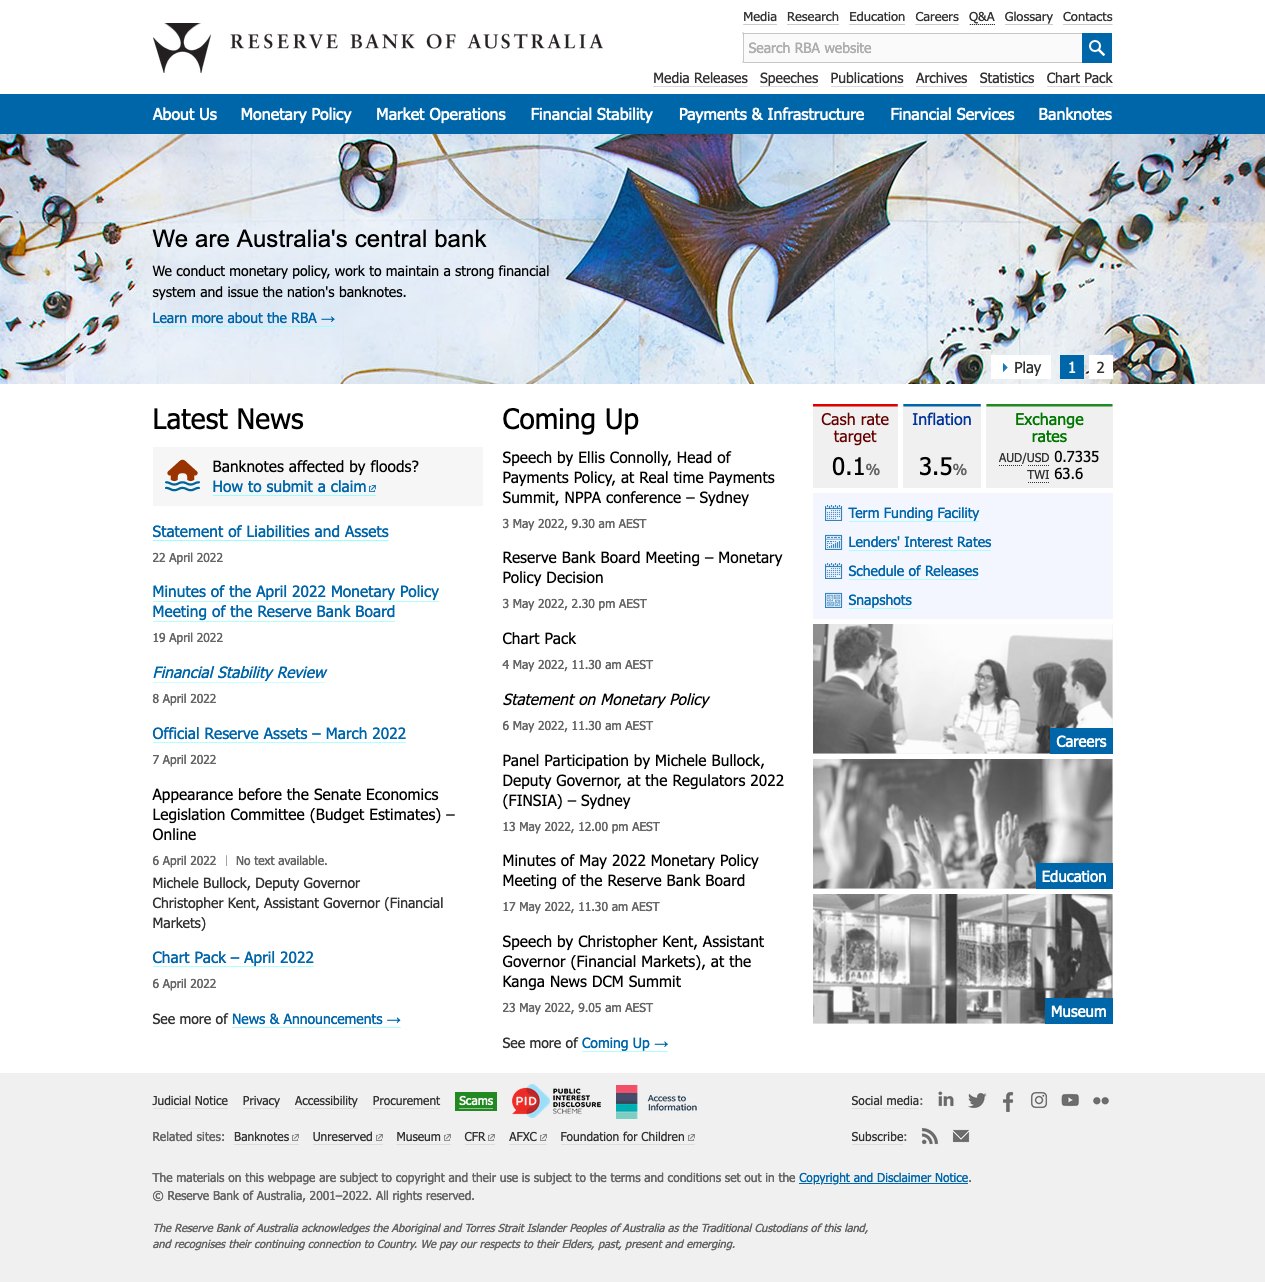 Media Research Education Careers Q&A Glossary Contacts
RESERVE BANK OF AUSTRALIA
Search RBA website
Media Releases Speeches Publications Archives Statistics Chart Pack
About Us Monetary Policy Market Operations Financial Stability Payments & Infrastructure Financial Services Banknotes
We are Australia's central bank
We conduct monetary policy, work to maintain a strong financial
system and issue the nation's banknotes.
Learn more about the RBA →
Play 1 2
Latest News
Banknotes affected by floods?
How to submit a claim
Statement of Liabilities and Assets
22 April 2022
Minutes of the April 2022 Monetary Policy
Meeting of the Reserve Bank Board
19 April 2022
Financial Stability Review
8 April 2022
Official Reserve Assets – March 2022
7 April 2022
Appearance before the Senate Economics
Legislation Committee (Budget Estimates) –
Online
6 April 2022 | No text available.
Michele Bullock, Deputy Governor
Christopher Kent, Assistant Governor (Financial
Markets)
Chart Pack – April 2022
6 April 2022
See more of News & Announcements →
Coming Up
Speech by Ellis Connolly, Head of
Payments Policy, at Real time Payments
Summit, NPPA conference – Sydney
3 May 2022, 9.30 am AEST
Reserve Bank Board Meeting – Monetary
Policy Decision
3 May 2022, 2.30 pm AEST
Chart Pack
4 May 2022, 11.30 am AEST
Statement on Monetary Policy
6 May 2022, 11.30 am AEST
Panel Participation by Michele Bullock,
Deputy Governor, at the Regulators 2022
(FINSIA) – Sydney
13 May 2022, 12.00 pm AEST
Minutes of May 2022 Monetary Policy
Meeting of the Reserve Bank Board
17 May 2022, 11.30 am AEST
Speech by Christopher Kent, Assistant
Governor (Financial Markets), at the
Kanga News DCM Summit
23 May 2022, 9.05 am AEST
See more of Coming Up →
Cash rate
target
0.1%
Inflation
3.5%
Exchange
rates
AUD/USD 0.7335
TWI 63.6
Term Funding Facility
Lenders' Interest Rates
Schedule of Releases
Snapshots
Careers
Education
Museum
Judicial Notice Privacy Accessibility Procurement Scams
PID PUBLIC
INTEREST
DISCLOSURE
SCHEME
Access to
Information
Social media:
Related sites: Banknotes Unreserved Museum CFR AFXC Foundation for Children
Subscribe:
The materials on this webpage are subject to copyright and their use is subject to the terms and conditions set out in the Copyright and Disclaimer Notice.
© Reserve Bank of Australia, 2001–2022. All rights reserved.
The Reserve Bank of Australia acknowledges the Aboriginal and Torres Strait Islander Peoples of Australia as the Traditional Custodians of this land,
and recognises their continuing connection to Country. We pay our respects to their Elders, past, present and emerging.